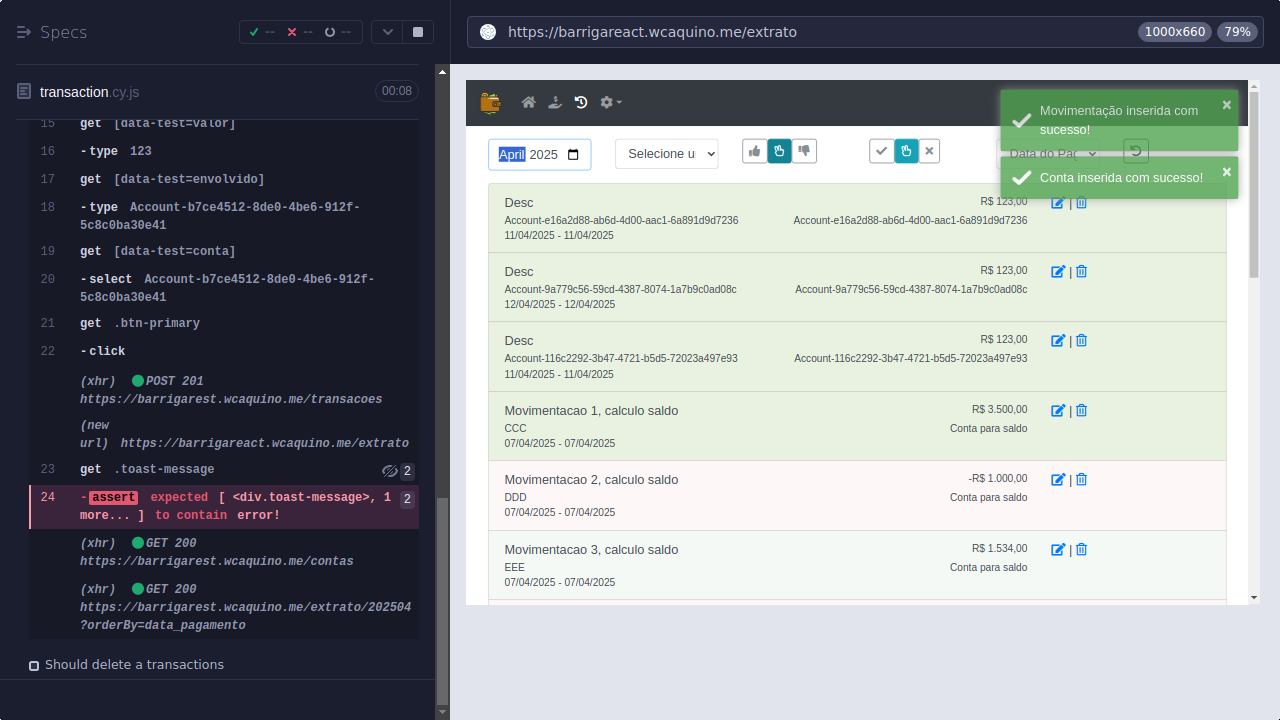 Specs
--
--
--
transaction.cy.js
00:08
15 get [data-test=valor]
16 -type 123
17 get [data-test=envolvido]
18 -type Account-b7ce4512-8de0-4be6-912f-
5c8c0ba30e41
19 get [data-test=conta]
20 -select Account-b7ce4512-8de0-4be6-912f-
5c8c0ba30e41
21 get .btn-primary
22 -click
(xhr) POST 201
https://barrigarest.wcaquino.me/transacoes
(new
url) https://barrigareact.wcaquino.me/extrato
23 get .toast-message 2
24 -assert expected [ <div.toast-message>, 1 2
more... ] to contain error!
(xhr) GET 200
https://barrigarest.wcaquino.me/contas
(xhr) GET 200
https://barrigarest.wcaquino.me/extrato/202504
?orderBy=data_pagamento
Should delete a transactions
https://barrigareact.wcaquino.me/extrato
1000x660
79%
Movimentação inserida com
sucesso!
×
Conta inserida com sucesso!
×
April 2025
Selecione u
Data do Pag
Desc R$ 123,00
Account-e16a2d88-ab6d-4d00-aac1-6a891d9d7236 Account-e16a2d88-ab6d-4d00-aac1-6a891d9d7236 |
11/04/2025 - 11/04/2025
Desc R$ 123,00 |
Account-9a779c56-59cd-4387-8074-1a7b9c0ad08c Account-9a779c56-59cd-4387-8074-1a7b9c0ad08c
12/04/2025 - 12/04/2025
Desc R$ 123,00 |
Account-116c2292-3b47-4721-b5d5-72023a497e93 Account-116c2292-3b47-4721-b5d5-72023a497e93
11/04/2025 - 11/04/2025
Movimentacao 1, calculo saldo R$ 3.500,00 |
CCC Conta para saldo
07/04/2025 - 07/04/2025
Movimentacao 2, calculo saldo -R$ 1.000,00 |
DDD Conta para saldo
07/04/2025 - 07/04/2025
Movimentacao 3, calculo saldo R$ 1.534,00 |
EEE Conta para saldo
07/04/2025 - 07/04/2025